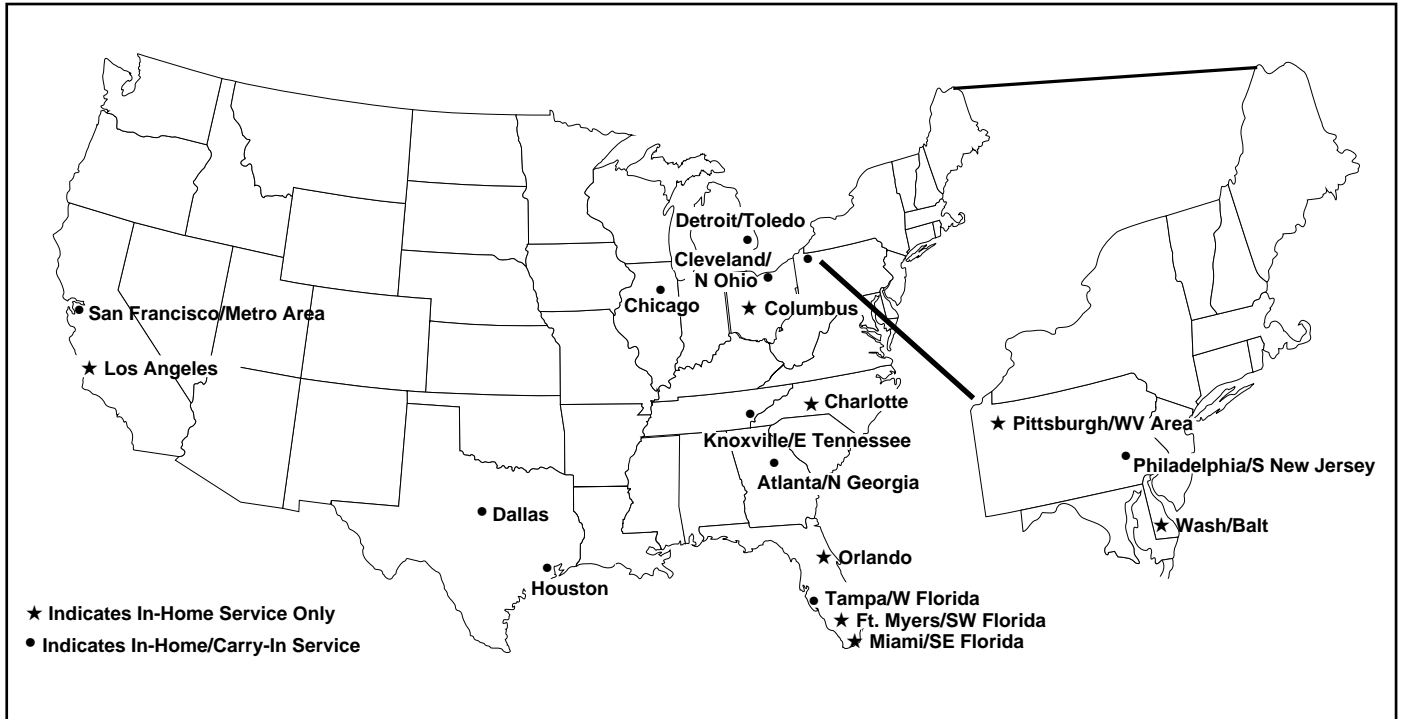 Detroit/Toledo
Cleveland/
N Ohio
Chicago
Columbus
San Francisco/Metro Area
Los Angeles
Charlotte
Knoxville/E Tennessee
Atlanta/N Georgia
Pittsburgh/WV Area
Philadelphia/S New Jersey
Wash/Balt
Dallas
Houston
Orlando
Tampa/W Florida
Ft. Myers/SW Florida
Miami/SE Florida
★ Indicates In-Home Service Only
• Indicates In-Home/Carry-In Service